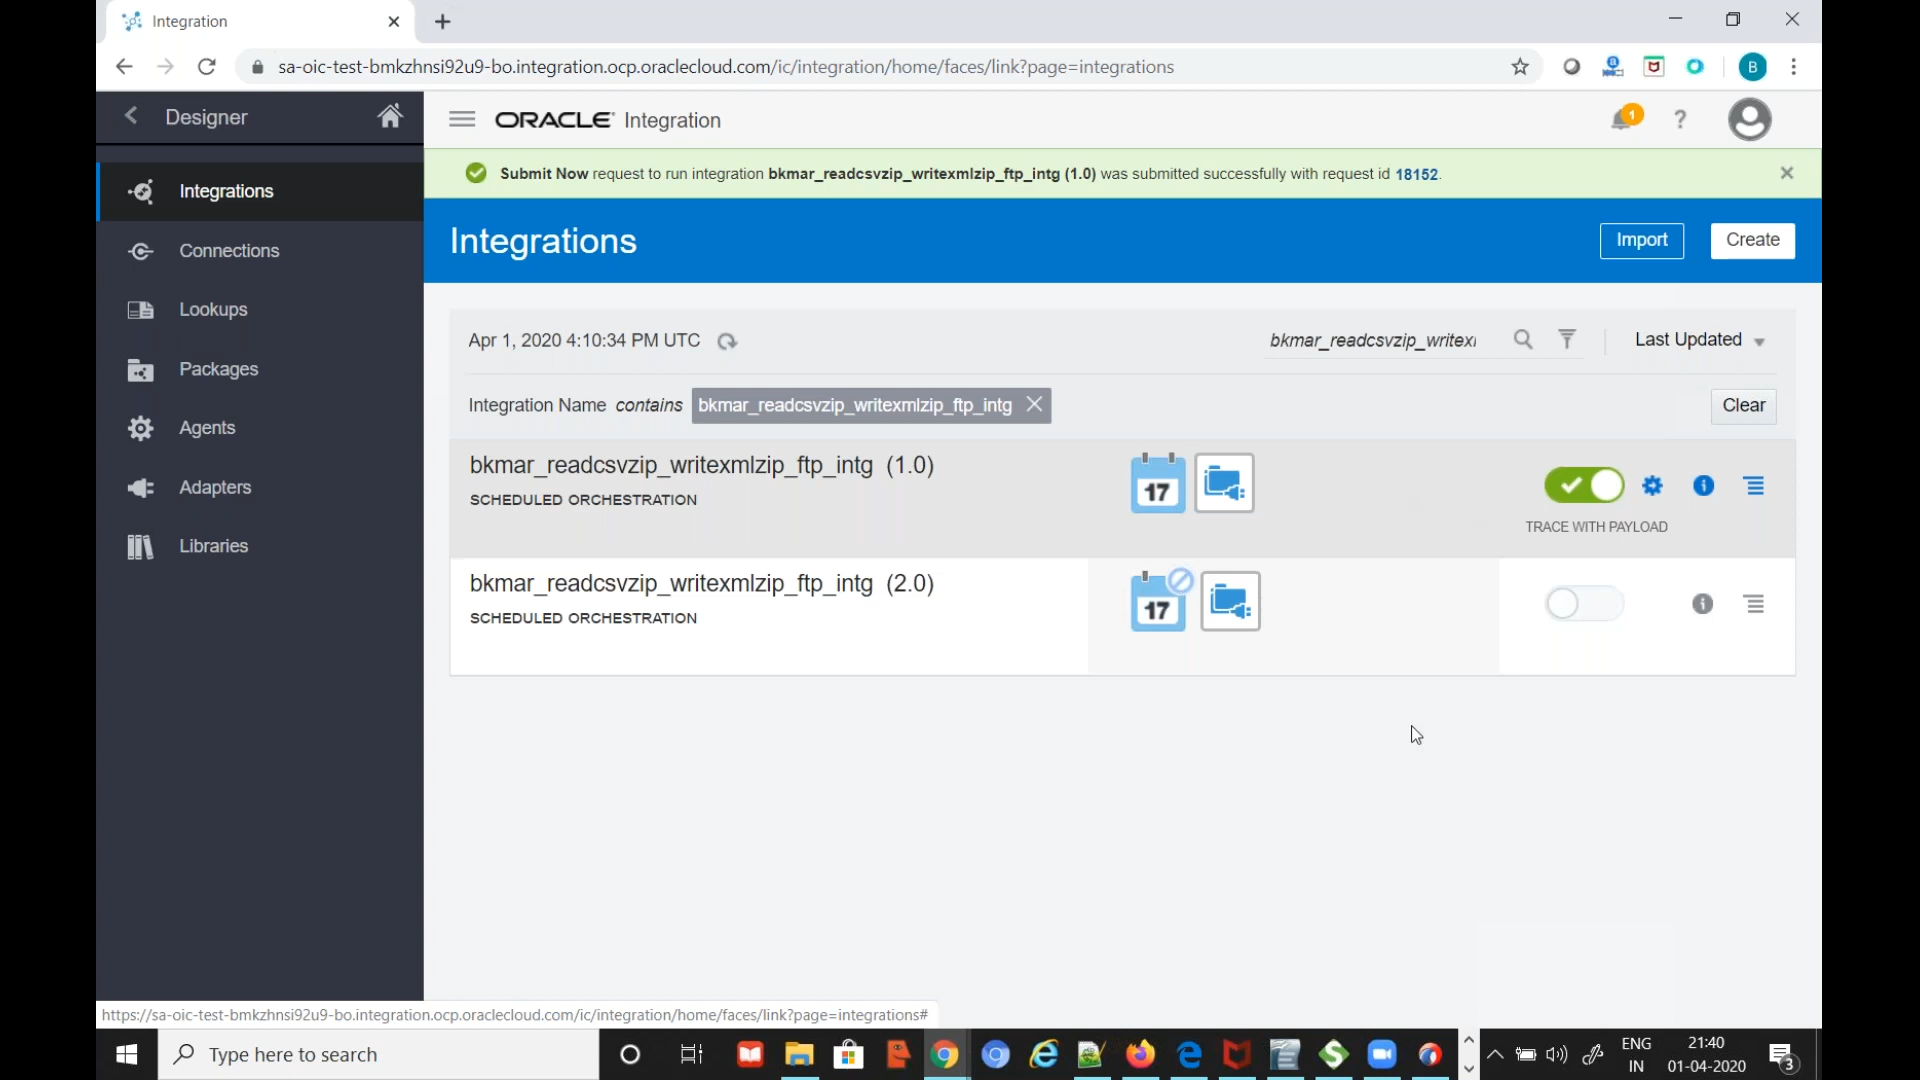 Integration
sa-oic-test-bmkzhnsi92u9-bo.integration.ocp.oraclecloud.com/ic/integration/home/faces/link?page=integrations
B
Designer
ORACLE Integration
1
?
Submit Now request to run integration bkmar_readcsvzip_writexmlzip_ftp_intg (1.0) was submitted successfully with request id 18152.
Integrations
Connections
Lookups
Packages
Agents
Adapters
Libraries
Integrations
Import
Create
Apr 1, 2020 4:10:34 PM UTC
bkmar_readcsvzip_writexl
Last Updated
Integration Name contains bkmar_readcsvzip_writexmlzip_ftp_intg
Clear
bkmar_readcsvzip_writexmlzip_ftp_intg (1.0)
SCHEDULED ORCHESTRATION
17
TRACE WITH PAYLOAD
bkmar_readcsvzip_writexmlzip_ftp_intg (2.0)
SCHEDULED ORCHESTRATION
17
https://sa-oic-test-bmkzhnsi92u9-bo.integration.ocp.oraclecloud.com/ic/integration/home/faces/link?page=integrations#
Type here to search
ENG
IN
21:40
01-04-2020
3